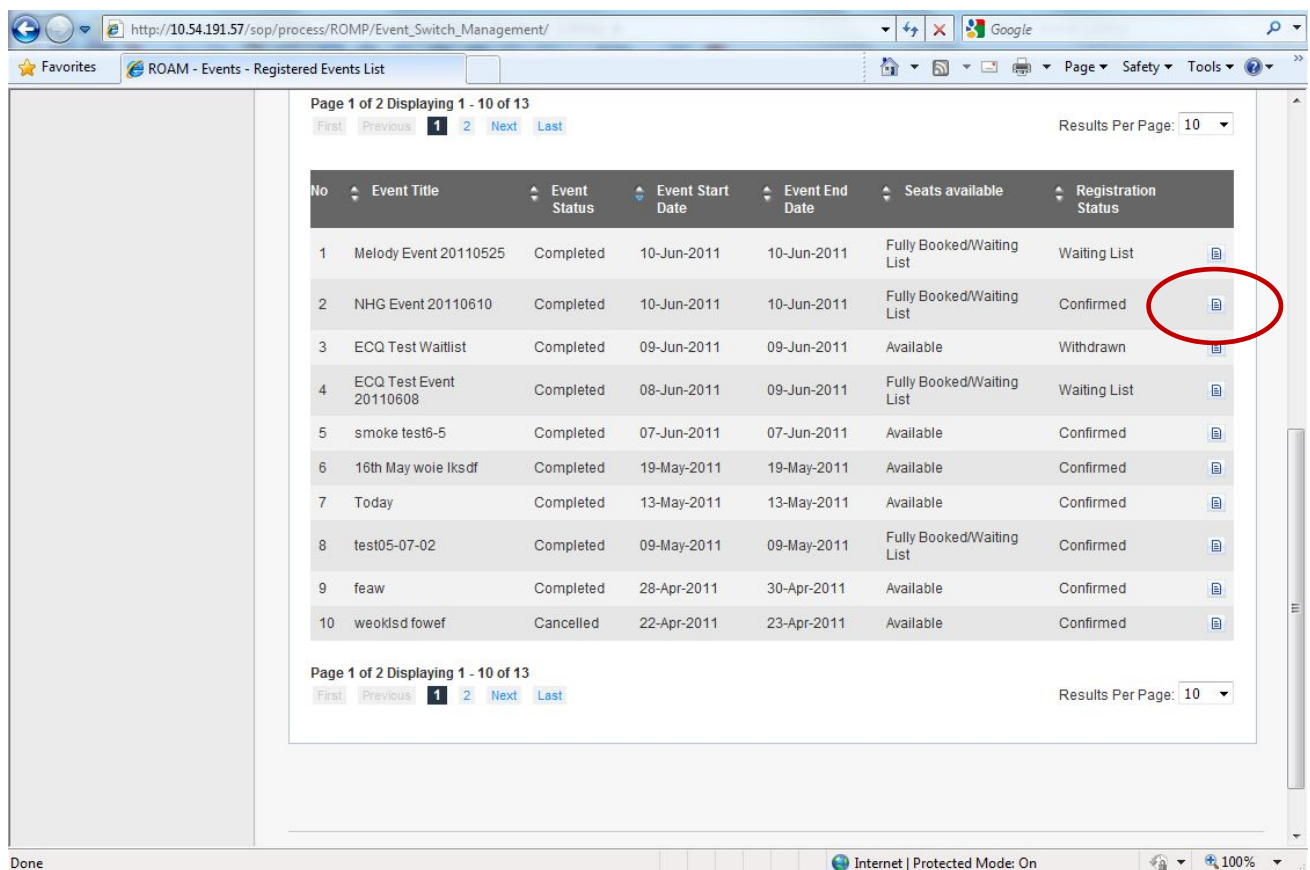 http://10.54.191.57/sop/process/ROMP/Event_Switch_Management/ Google
Favorites ROAM - Events - Registered Events List Page Safety Tools »
Page 1 of 2 Displaying 1 - 10 of 13
First Previous 1 2 Next Last Results Per Page: 10
No Event Title Event Status Event Start Date Event End Date Seats available Registration Status
1 Melody Event 20110525 Completed 10-Jun-2011 10-Jun-2011 Fully Booked/Waiting List Waiting List
2 NHG Event 20110610 Completed 10-Jun-2011 10-Jun-2011 Fully Booked/Waiting List Confirmed
3 ECQ Test Waitlist Completed 09-Jun-2011 09-Jun-2011 Available Withdrawn
4 ECQ Test Event 20110608 Completed 08-Jun-2011 09-Jun-2011 Fully Booked/Waiting List Waiting List
5 smoke test6-5 Completed 07-Jun-2011 07-Jun-2011 Available Confirmed
6 16th May woie lksdf Completed 19-May-2011 19-May-2011 Available Confirmed
7 Today Completed 13-May-2011 13-May-2011 Available Confirmed
8 test05-07-02 Completed 09-May-2011 09-May-2011 Fully Booked/Waiting List Confirmed
9 feaw Completed 28-Apr-2011 30-Apr-2011 Available Confirmed
10 weoklsd fowef Cancelled 22-Apr-2011 23-Apr-2011 Available Confirmed
Page 1 of 2 Displaying 1 - 10 of 13
First Previous 1 2 Next Last Results Per Page: 10
Done Internet | Protected Mode: On 100%